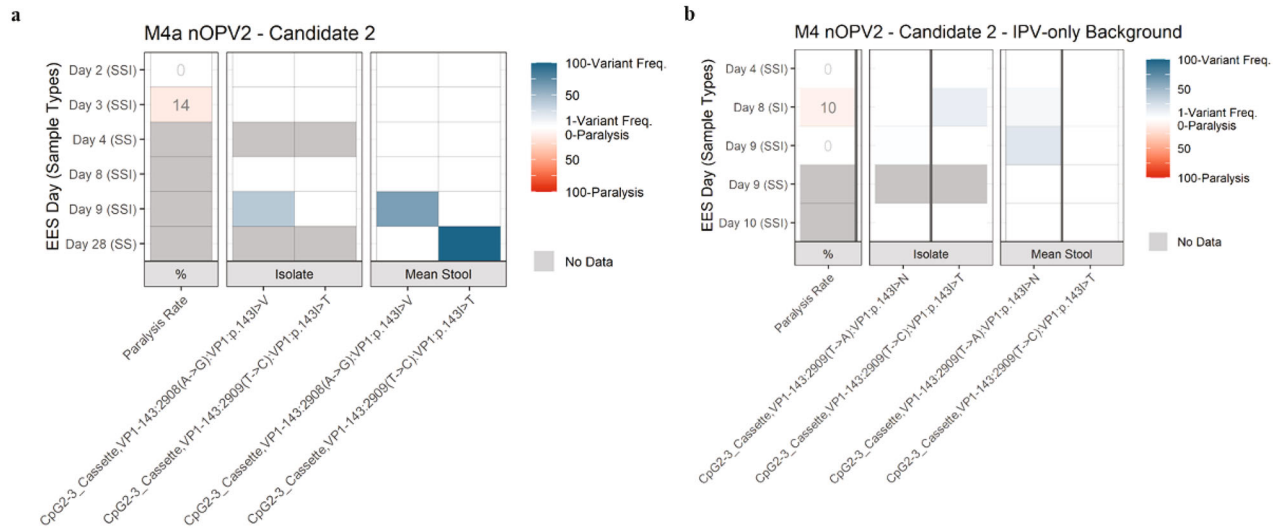 a
M4a nOPV2 - Candidate 2
EES Day (Sample Types)
Day 2 (SSI)
Day 3 (SSI)
Day 4 (SS)
Day 8 (SSI)
Day 9 (SSI)
Day 28 (SS)
0
14
%
Isolate
Mean Stool
Paralysis Rate
CpG2-3_Cassette,VP1-143:2908(A->G):VP1:p.143I>V
CpG2-3_Cassette,VP1-143:2909(T->C):VP1:p.143I>T
CpG2-3_Cassette,VP1-143:2908(A->G):VP1:p.143I>V
CpG2-3_Cassette,VP1-143:2909(T->C):VP1:p.143I>T
100-Variant Freq.
50
1-Variant Freq.
0-Paralysis
50
100-Paralysis
No Data
b
M4 nOPV2 - Candidate 2 - IPV-only Background
EES Day (Sample Types)
Day 4 (SSI)
Day 8 (SI)
Day 9 (SSI)
Day 9 (SS)
Day 10 (SSI)
0
10
0
%
Isolate
Mean Stool
Paralysis Rate
CpG2-3_Cassette,VP1-143:2909(T->A):VP1:p.143I>N
CpG2-3_Cassette,VP1-143:2909(T->C):VP1:p.143I>T
CpG2-3_Cassette,VP1-143:2909(T->A):VP1:p.143I>N
CpG2-3_Cassette,VP1-143:2909(T->C):VP1:p.143I>T
100-Variant Freq.
50
1-Variant Freq.
0-Paralysis
50
100-Paralysis
No Data